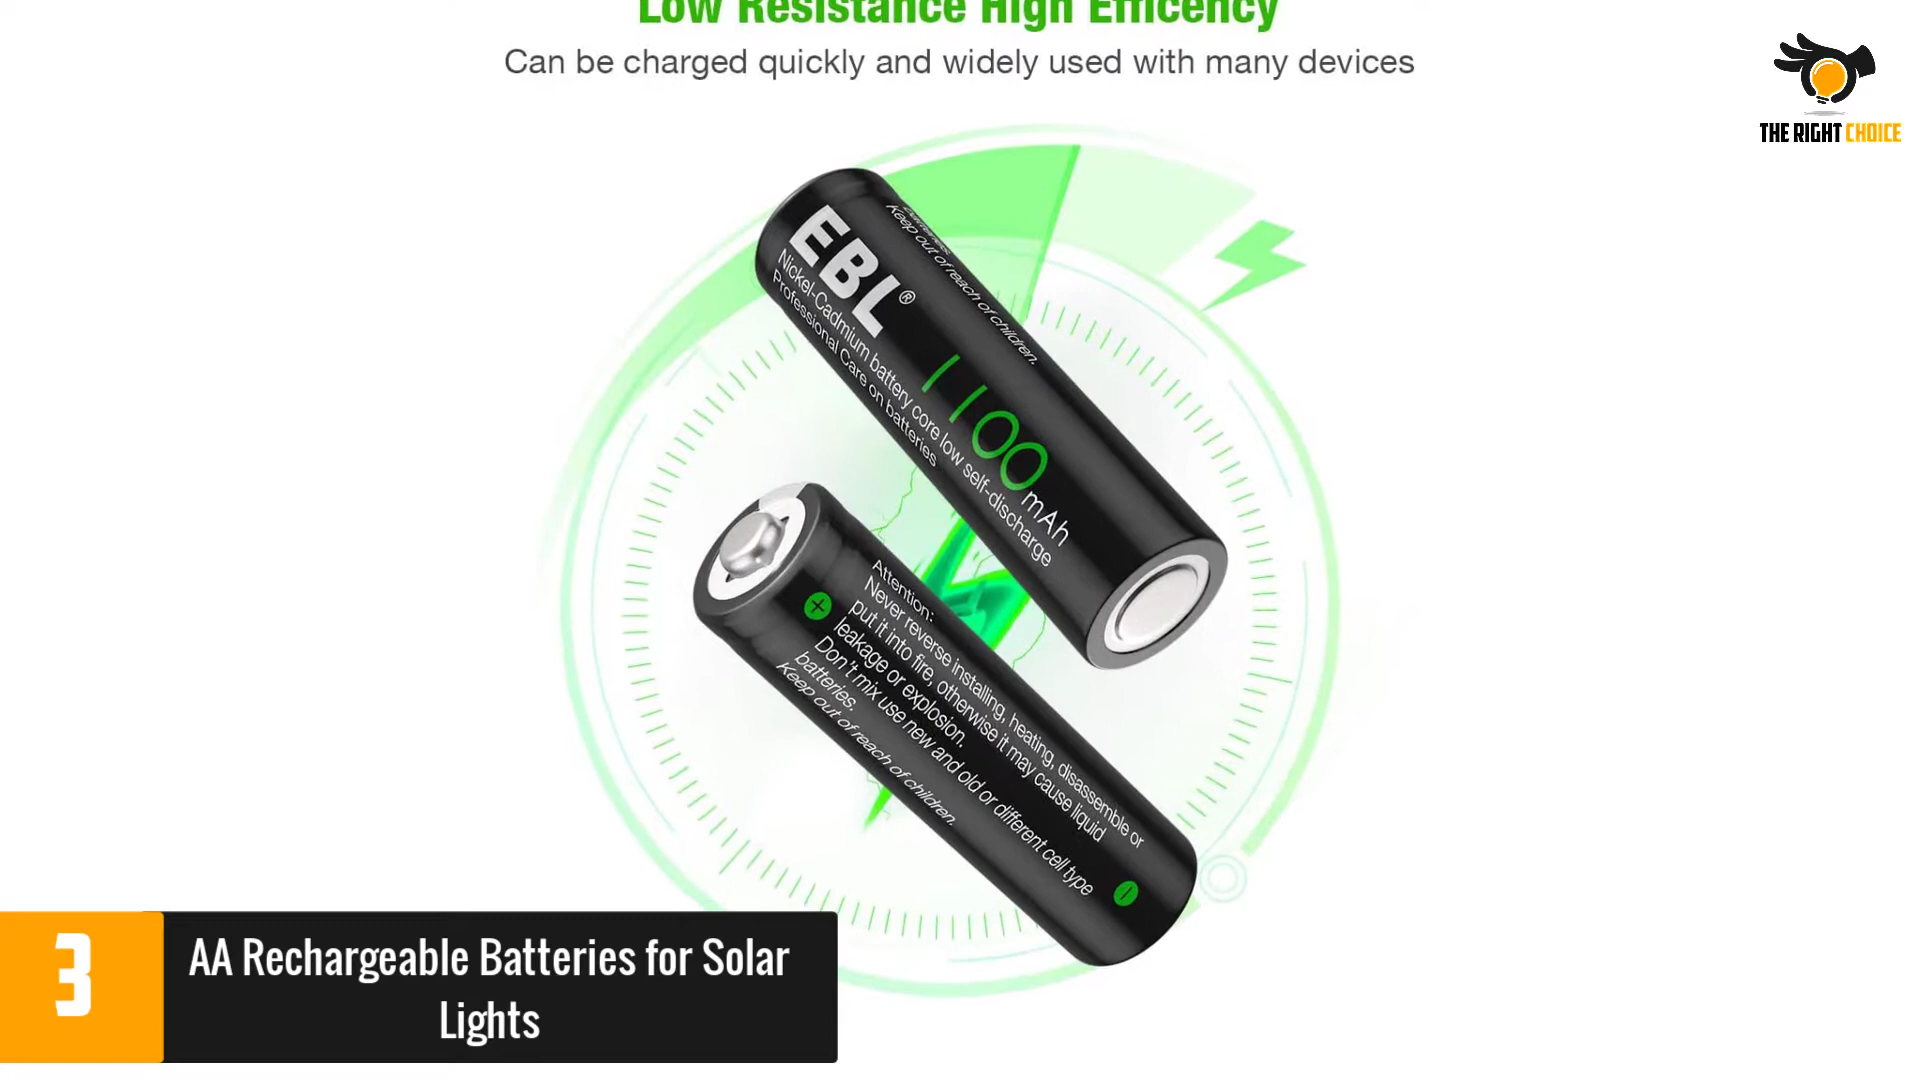 Low Resistance High Efficency
Can be charged quickly and widely used with many devices
THE RIGHT CHOICE
EBL®
Nickel-Cadmium battery core low self-discharge
Professional Care on batteries
1100 mAh
Keep out of reach of children.
Attention:
Never reverse installing, heating, disassemble or
put it into fire, otherwise it may cause liquid
leakage or explosion.
Don't mix use new and old or different cell type
batteries.
Keep out of reach of children.
3
AA Rechargeable Batteries for Solar
Lights